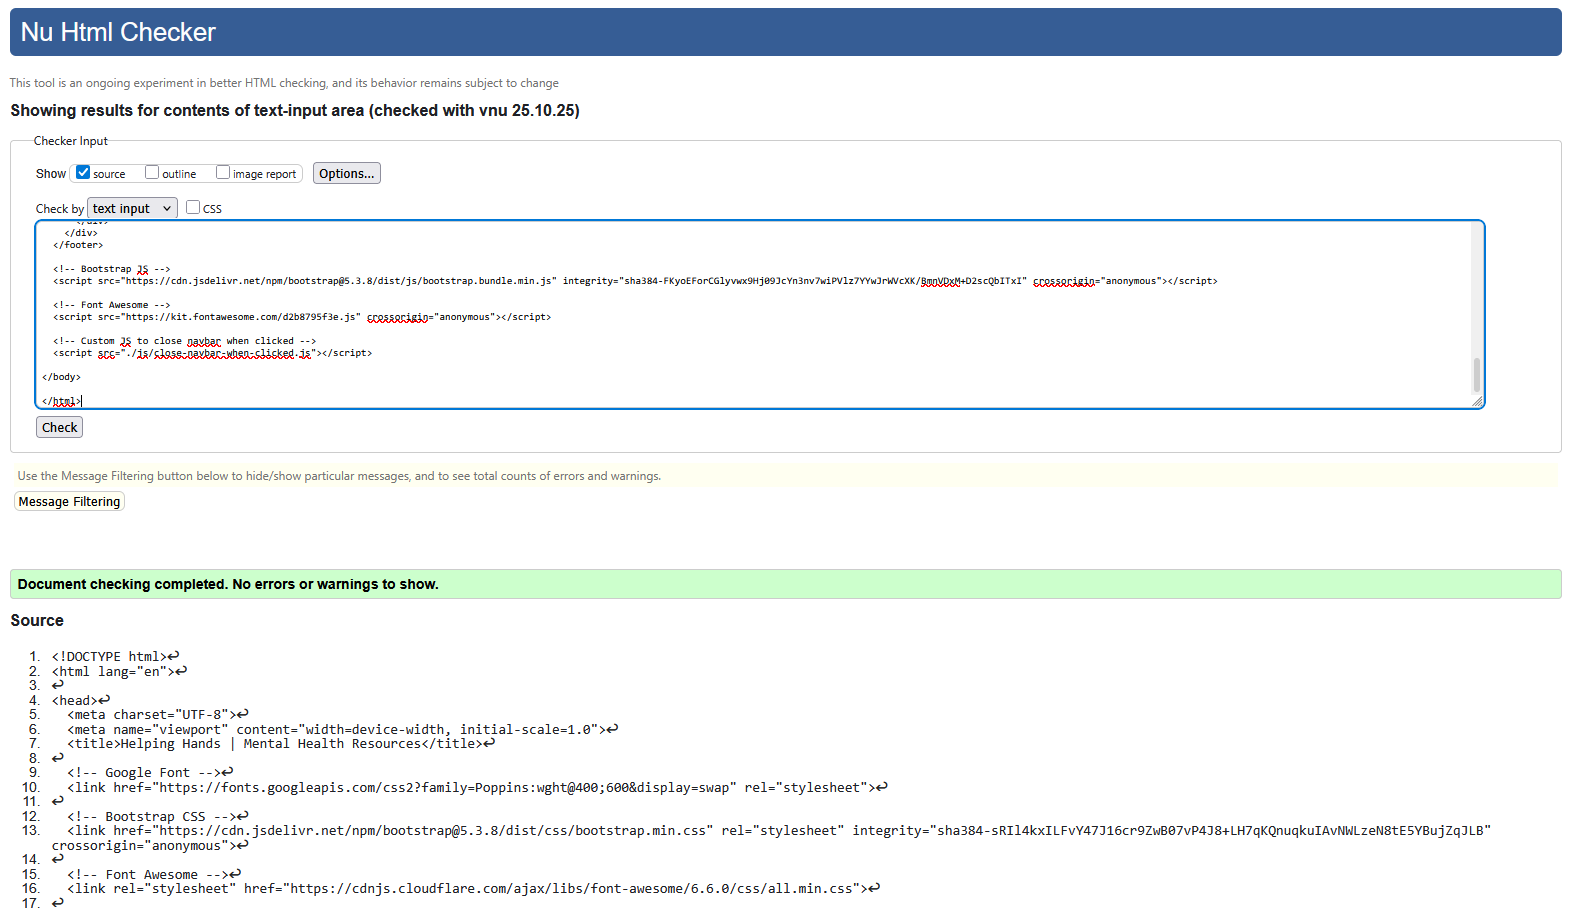 Nu Html Checker
This tool is an ongoing experiment in better HTML checking, and its behavior remains subject to change
Showing results for contents of text-input area (checked with vnu 25.10.25)
Checker Input
Show source outline image report Options...
Check by text input CSS
</div>
</footer>
<!-- Bootstrap JS -->
<script src="https://cdn.jsdelivr.net/npm/bootstrap@5.3.8/dist/js/bootstrap.bundle.min.js" integrity="sha384-FKyoEForCGlyvwx9Hj09JcYn3nv7wiPVlz7YYwJrWVcXK/BmnVDxM+D2scQbITxI" crossorigin="anonymous"></script>
<!-- Font Awesome -->
<script src="https://kit.fontawesome.com/d2b8795f3e.js" crossorigin="anonymous"></script>
<!-- Custom JS to close navbar when clicked -->
<script src="./js/close-navbar-when-clicked.js"></script>
</body>
</html>
Check
Use the Message Filtering button below to hide/show particular messages, and to see total counts of errors and warnings.
Message Filtering
Document checking completed. No errors or warnings to show.
Source
1. <!DOCTYPE html>↩
2. <html lang="en">↩
3. ↩
4. <head>↩
5. <meta charset="UTF-8">↩
6. <meta name="viewport" content="width=device-width, initial-scale=1.0">↩
7. <title>Helping Hands | Mental Health Resources</title>↩
8. ↩
9. <!-- Google Font -->↩
10. <link href="https://fonts.googleapis.com/css2?family=Poppins:wght@400;600&display=swap" rel="stylesheet">↩
11. ↩
12. <!-- Bootstrap CSS -->↩
13. <link href="https://cdn.jsdelivr.net/npm/bootstrap@5.3.8/dist/css/bootstrap.min.css" rel="stylesheet" integrity="sha384-sRIl4kxILFvY47J16cr9ZwB07vP4J8+LH7qKQnuqkuIAvNWLzeN8tE5YBujZqJLB"
crossorigin="anonymous">↩
14. ↩
15. <!-- Font Awesome -->↩
16. <link rel="stylesheet" href="https://cdnjs.cloudflare.com/ajax/libs/font-awesome/6.6.0/css/all.min.css">↩
17. ↩